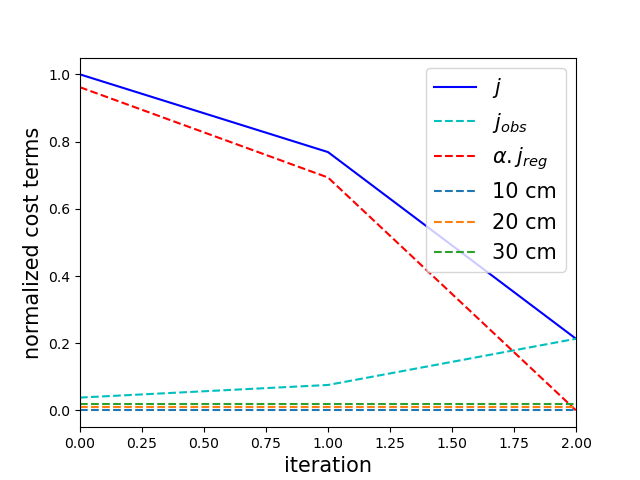 normalized cost terms
1.0
0.8
0.6
0.4
0.2
0.0
j
j_obs
α.j_reg
10 cm
20 cm
30 cm
0.00 0.25 0.50 0.75 1.00 1.25 1.50 1.75 2.00
iteration